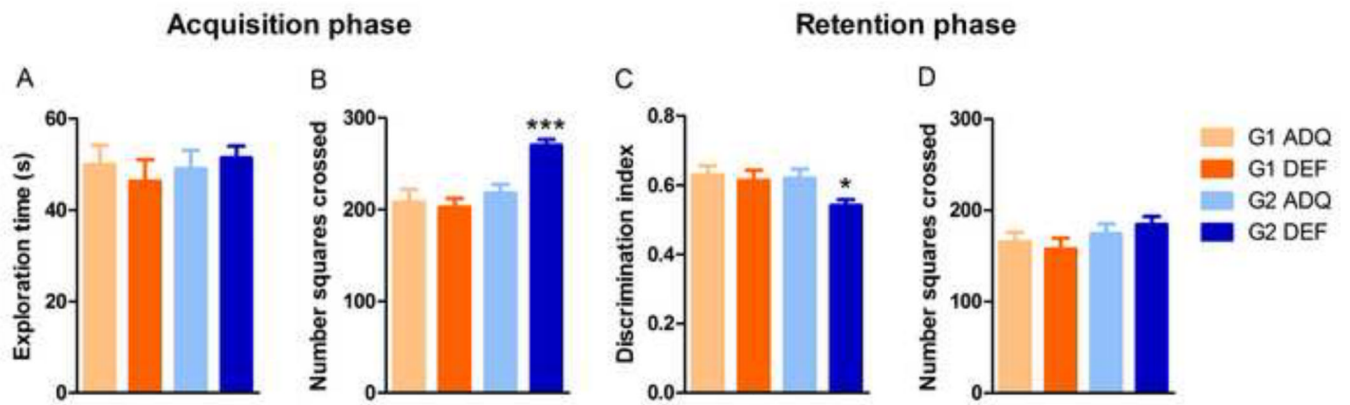 Acquisition phase
Retention phase
A
Exploration time (s)
60
40
20
0
B
Number squares crossed
300
200
100
0
***
C
Discrimination index
0.8
0.6
0.4
0.2
0.0
*
D
Number squares crossed
300
200
100
0
G1 ADQ
G1 DEF
G2 ADQ
G2 DEF